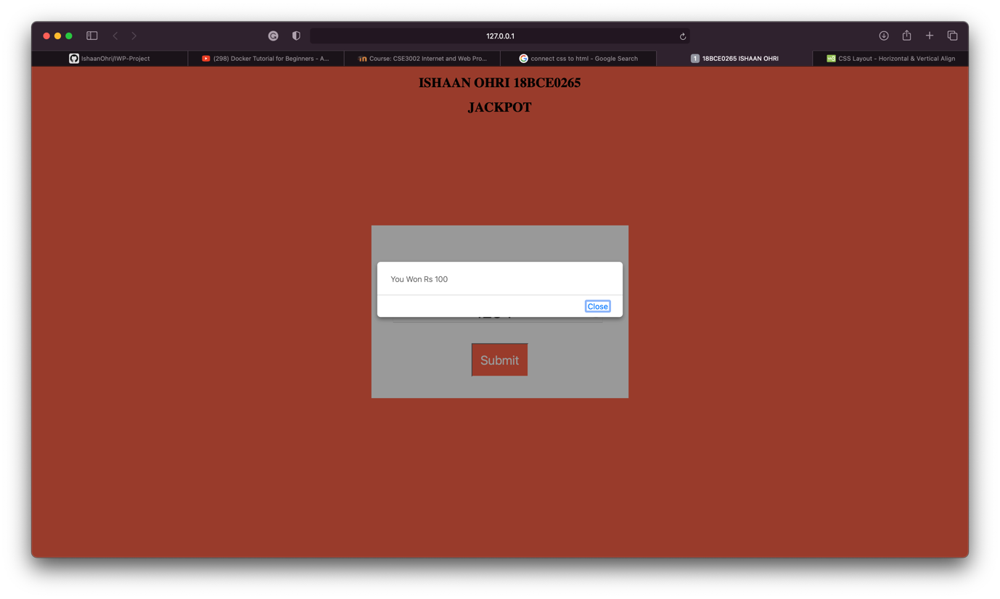 127.0.0.1
IshaanOhri/IWP-Project
(298) Docker Tutorial for Beginners - A...
Course: CSE3002 Internet and Web Pro...
connect css to html - Google Search
1 18BCE0265 ISHAAN OHRI
CSS Layout - Horizontal & Vertical Align
ISHAAN OHRI 18BCE0265
JACKPOT
You Won Rs 100
Close
Submit